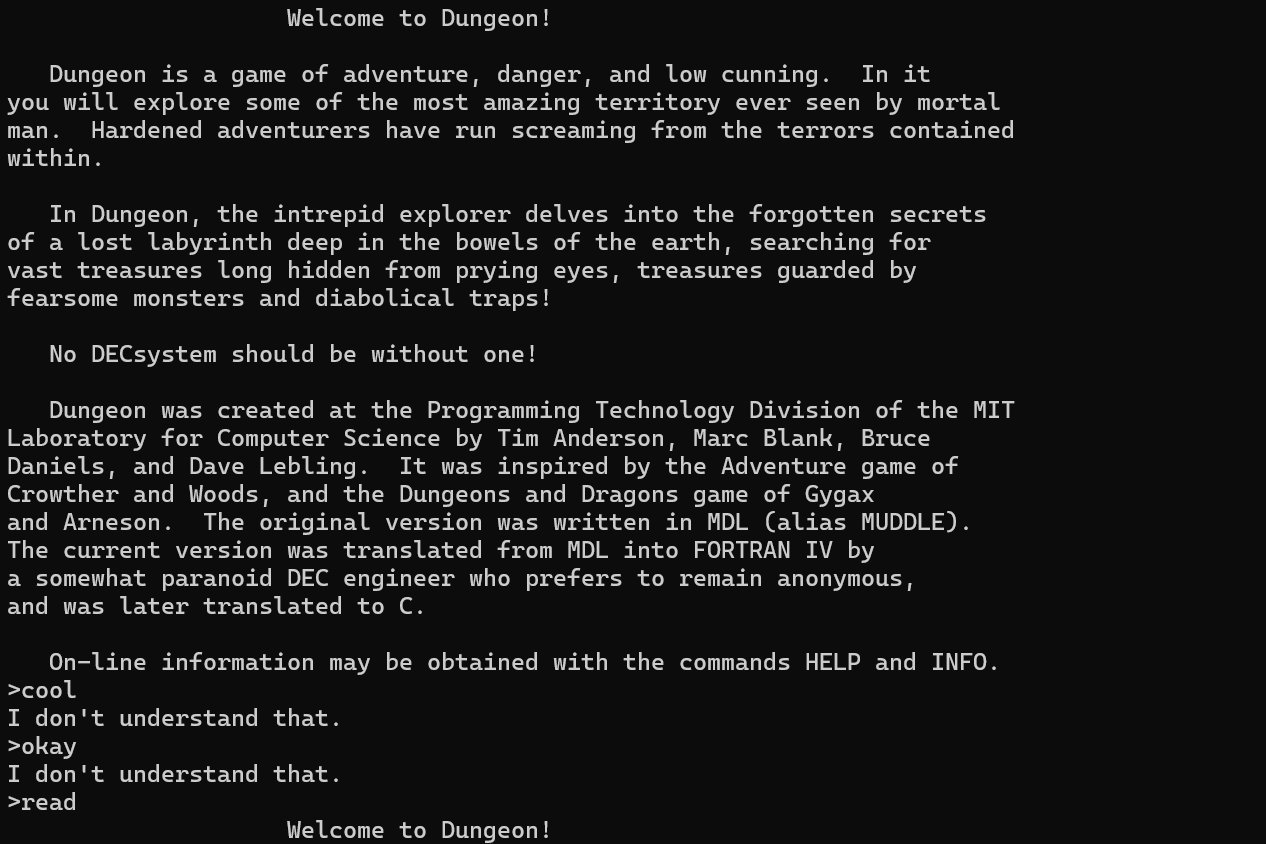 Welcome to Dungeon!
Dungeon is a game of adventure, danger, and low cunning.  In it
you will explore some of the most amazing territory ever seen by mortal
man.  Hardened adventurers have run screaming from the terrors contained
within.
In Dungeon, the intrepid explorer delves into the forgotten secrets
of a lost labyrinth deep in the bowels of the earth, searching for
vast treasures long hidden from prying eyes, treasures guarded by
fearsome monsters and diabolical traps!
No DECsystem should be without one!
Dungeon was created at the Programming Technology Division of the MIT
Laboratory for Computer Science by Tim Anderson, Marc Blank, Bruce
Daniels, and Dave Lebling.  It was inspired by the Adventure game of
Crowther and Woods, and the Dungeons and Dragons game of Gygax
and Arneson.  The original version was written in MDL (alias MUDDLE).
The current version was translated from MDL into FORTRAN IV by
a somewhat paranoid DEC engineer who prefers to remain anonymous,
and was later translated to C.
On-line information may be obtained with the commands HELP and INFO.
>cool
I don't understand that.
>okay
I don't understand that.
>read
Welcome to Dungeon!